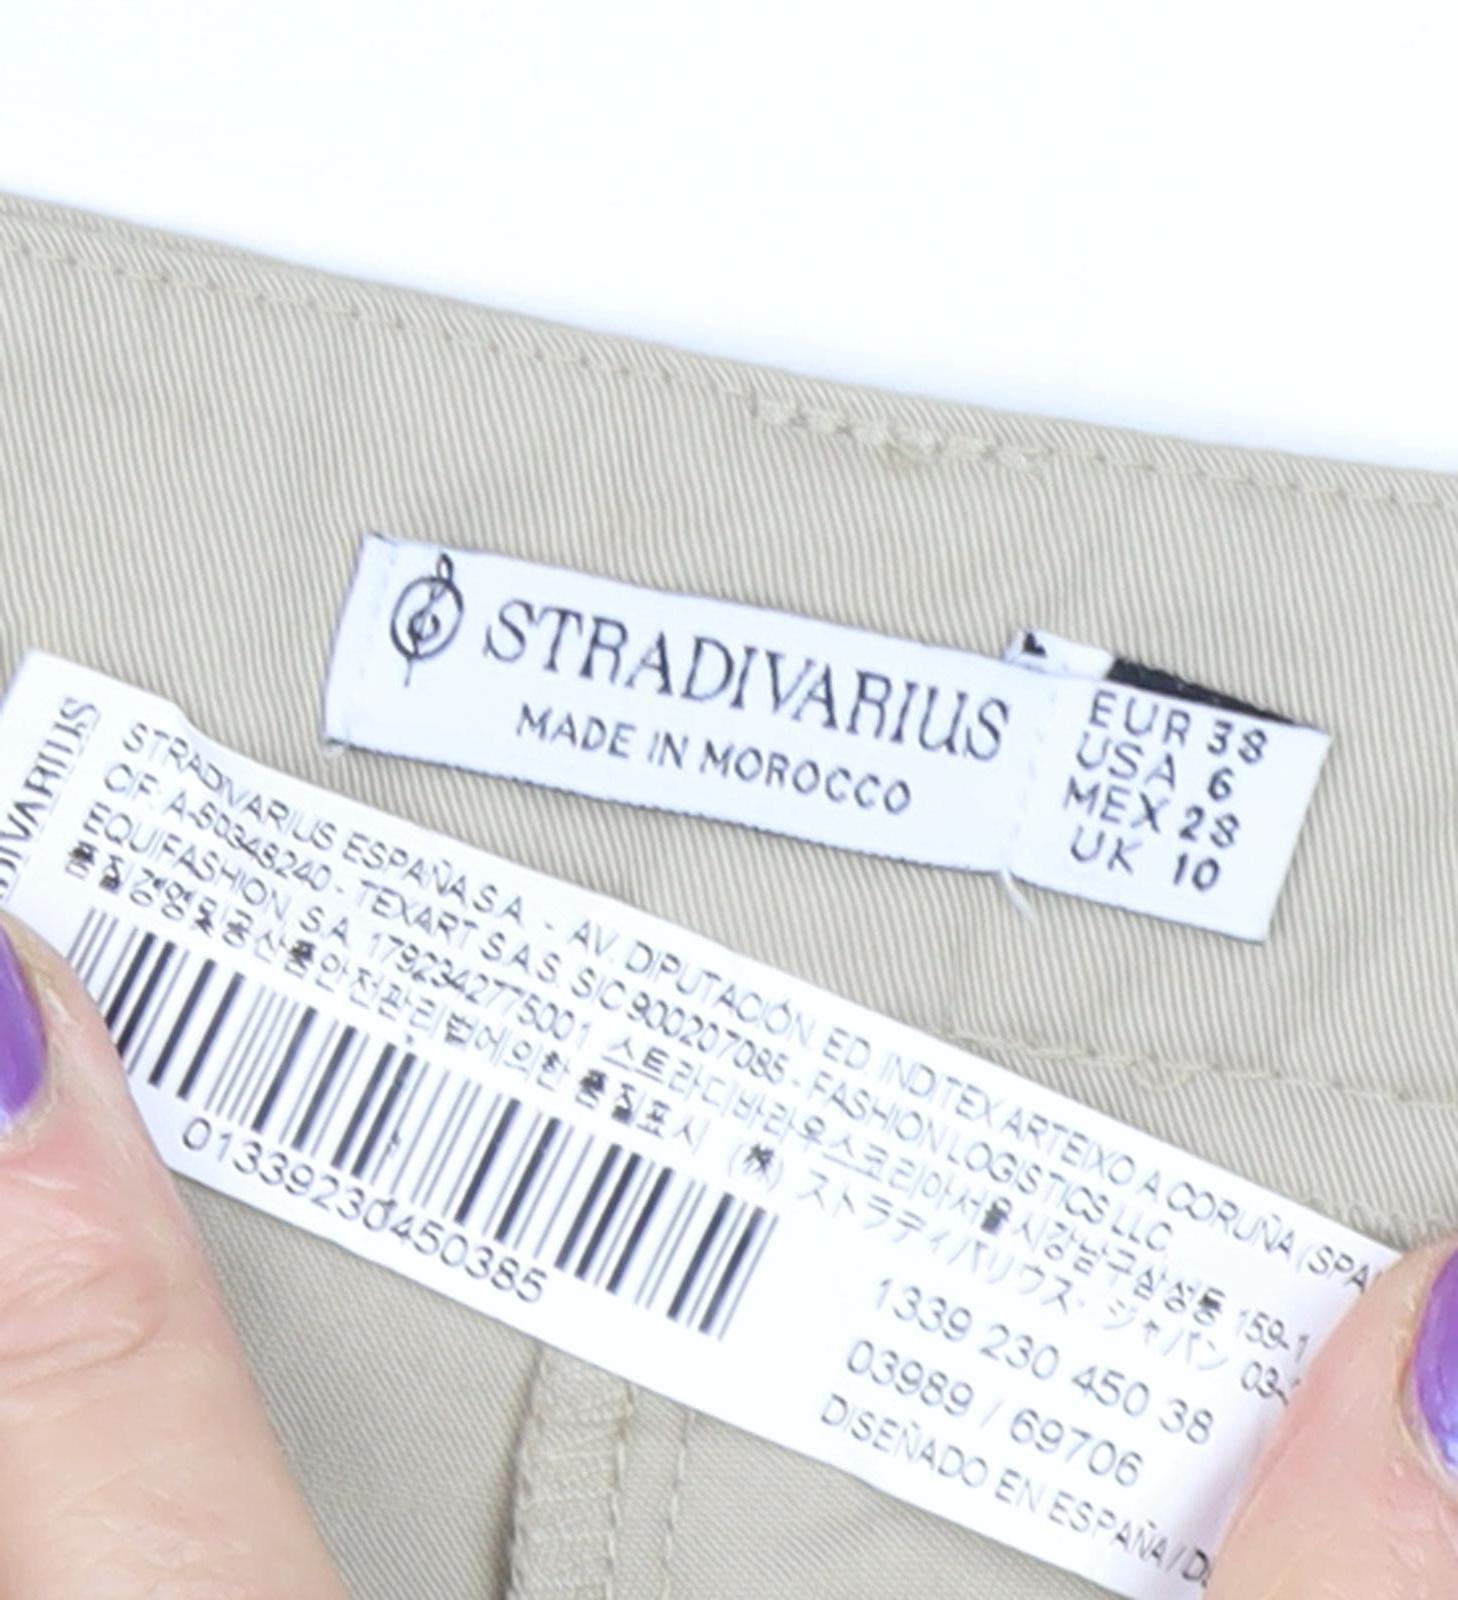 STRADIVARIUS
MADE IN MOROCCO
EUR 38
USA 6
MEX 28
UK 10
DIVARIUS
STRADIVARIUS ESPAÑA S.A. - AV. DIPUTACIÓN ED. INDITEX ARTEIXO A CORUÑA (SPA
CIF. A-60348240 - TEXART S.A.S. SIC 900207085 - FASHION LOGISTICS LLC
EQUIFASHION S.A. 1792342775001 스트라디바리우스코리아서울시강남구삼성동 159-1
품질경영및공산품안전관리법에의한 품질표시 (株) ストラディバリウス・ジャパン 03-
01339230450385
1339 230 450 38
03989 / 69706
DISEÑADO EN ESPAÑA / D